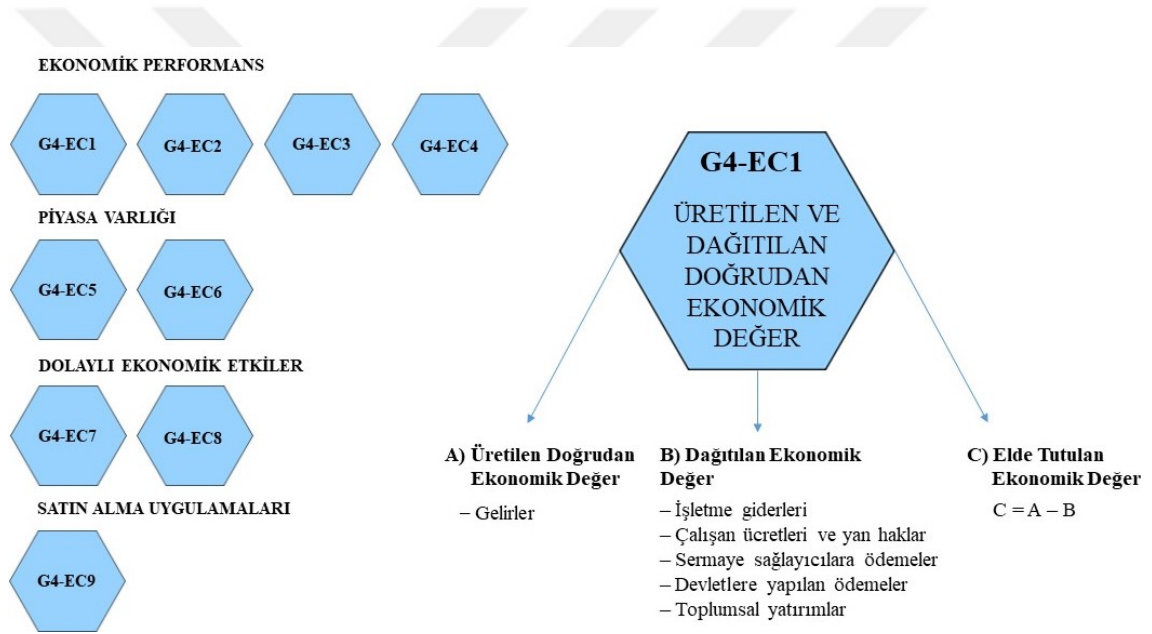 EKONOMİK PERFORMANS
G4-EC1
G4-EC2
G4-EC3
G4-EC4
PİYASA VARLIĞI
G4-EC5
G4-EC6
DOLAYLI EKONOMİK ETKİLER
G4-EC7
G4-EC8
SATIN ALMA UYGULAMALARI
G4-EC9
G4-EC1
ÜRETİLEN VE
DAĞITILAN
DOĞRUDAN
EKONOMİK
DEĞER
A) Üretilen Doğrudan
Ekonomik Değer
– Gelirler
B) Dağıtılan Ekonomik
Değer
– İşletme giderleri
– Çalışan ücretleri ve yan haklar
– Sermaye sağlayıcılara ödemeler
– Devletlere yapılan ödemeler
– Toplumsal yatırımlar
C) Elde Tutulan
Ekonomik Değer
C = A – B